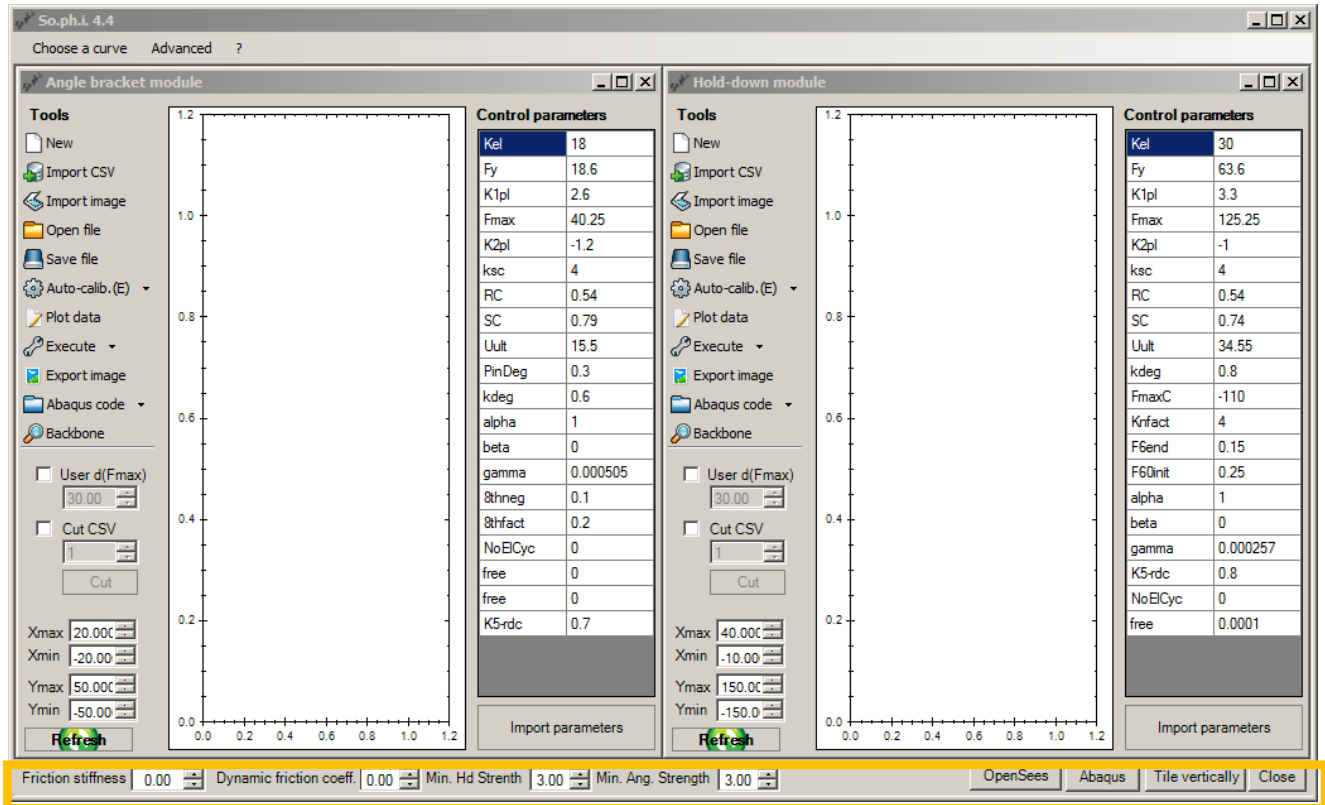 So.ph.i. 4.4
Choose a curve Advanced ?
Angle bracket module
Tools
New
Import CSV
Import image
Open file
Save file
Auto-calib.(E)
Plot data
Execute
Export image
Abaqus code
Backbone
User d(Fmax)
30.00
Cut CSV
1
Cut
Xmax 20.000
Xmin -20.00
Ymax 50.000
Ymin -50.00
Refresh
1.2
1.0
0.8
0.6
0.4
0.2
0.0
0.0 0.2 0.4 0.6 0.8 1.0 1.2
Control parameters
Kel 18
Fy 18.6
K1pl 2.6
Fmax 40.25
K2pl -1.2
ksc 4
RC 0.54
SC 0.79
Uult 15.5
PinDeg 0.3
kdeg 0.6
alpha 1
beta 0
gamma 0.000505
8thneg 0.1
8thfact 0.2
NoElCyc 0
free 0
free 0
K5-rdc 0.7
Import parameters
Hold-down module
Tools
New
Import CSV
Import image
Open file
Save file
Auto-calib.(E)
Plot data
Execute
Export image
Abaqus code
Backbone
User d(Fmax)
30.00
Cut CSV
1
Cut
Xmax 40.000
Xmin -10.00
Ymax 150.00
Ymin -150.0
Refresh
1.2
1.0
0.8
0.6
0.4
0.2
0.0
0.0 0.2 0.4 0.6 0.8 1.0 1.2
Control parameters
Kel 30
Fy 63.6
K1pl 3.3
Fmax 125.25
K2pl -1
ksc 4
RC 0.54
SC 0.74
Uult 34.55
kdeg 0.8
FmaxC -110
Knfact 4
F6end 0.15
F60init 0.25
alpha 1
beta 0
gamma 0.000257
K5-rdc 0.8
NoElCyc 0
free 0.0001
Import parameters
Friction stiffness 0.00 Dynamic friction coeff. 0.00 Min. Hd Strenth 3.00 Min. Ang. Strength 3.00 OpenSees Abaqus Tile vertically Close